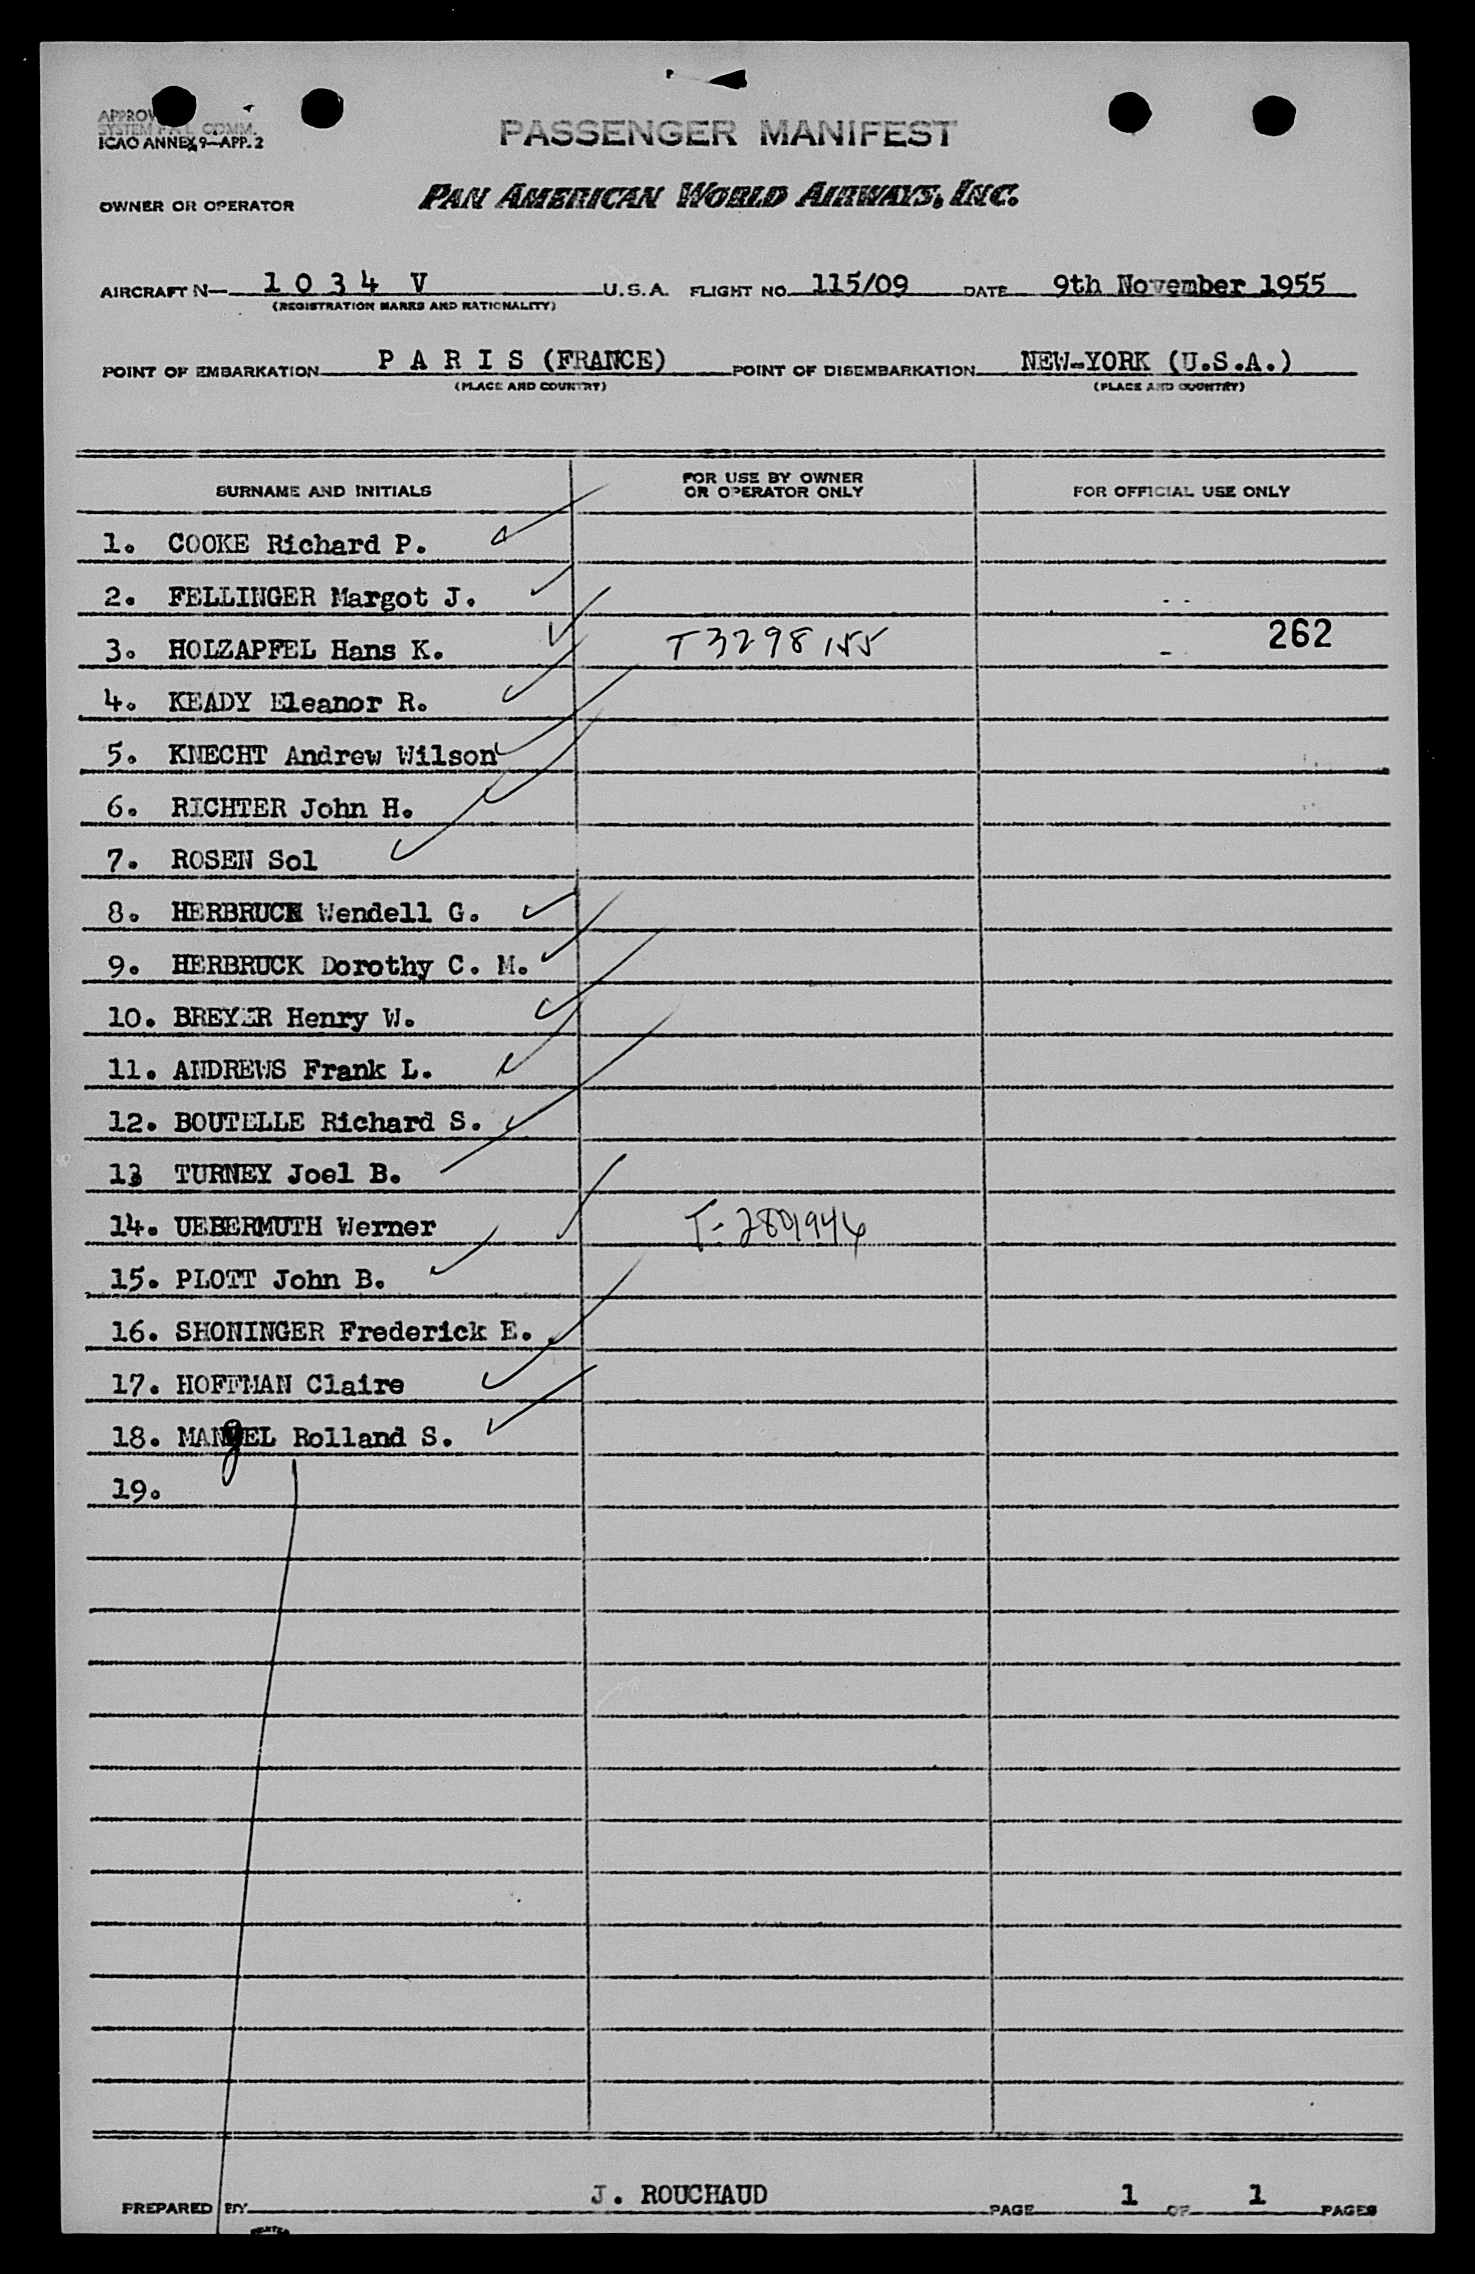 ICAO ANNEX 9—APP. 2
PASSENGER MANIFEST
OWNER OR OPERATOR PAN AMERICAN WORLD AIRWAYS, INC.
AIRCRAFT N— 1 0 3 4 V U.S.A. FLIGHT NO. 115/09 DATE 9th November 1955
(REGISTRATION MARKS AND NATIONALITY)
POINT OF EMBARKATION P A R I S (FRANCE) POINT OF DISEMBARKATION NEW-YORK (U.S.A.)
(PLACE AND COUNTRY) (PLACE AND COUNTRY)
SURNAME AND INITIALS FOR USE BY OWNER OR OPERATOR ONLY FOR OFFICIAL USE ONLY
1. COOKE Richard P.
2. FELLINGER Margot J.
3. HOLZAPFEL Hans K. T 3298155 262
4. KEADY Eleanor R.
5. KNECHT Andrew Wilson
6. RICHTER John H.
7. ROSEN Sol
8. HERBRUCK Wendell G.
9. HERBRUCK Dorothy C. M.
10. BREYER Henry W.
11. ANDREWS Frank L.
12. BOUTELLE Richard S.
13 TURNEY Joel B.
14. UEBERMUTH Werner
15. PLOTT John B.
16. SHONINGER Frederick E.
17. HOFFMAN Claire
18. MANGEL Rolland S.
19.
PREPARED BY J. ROUCHAUD PAGE 1 OF 1 PAGES